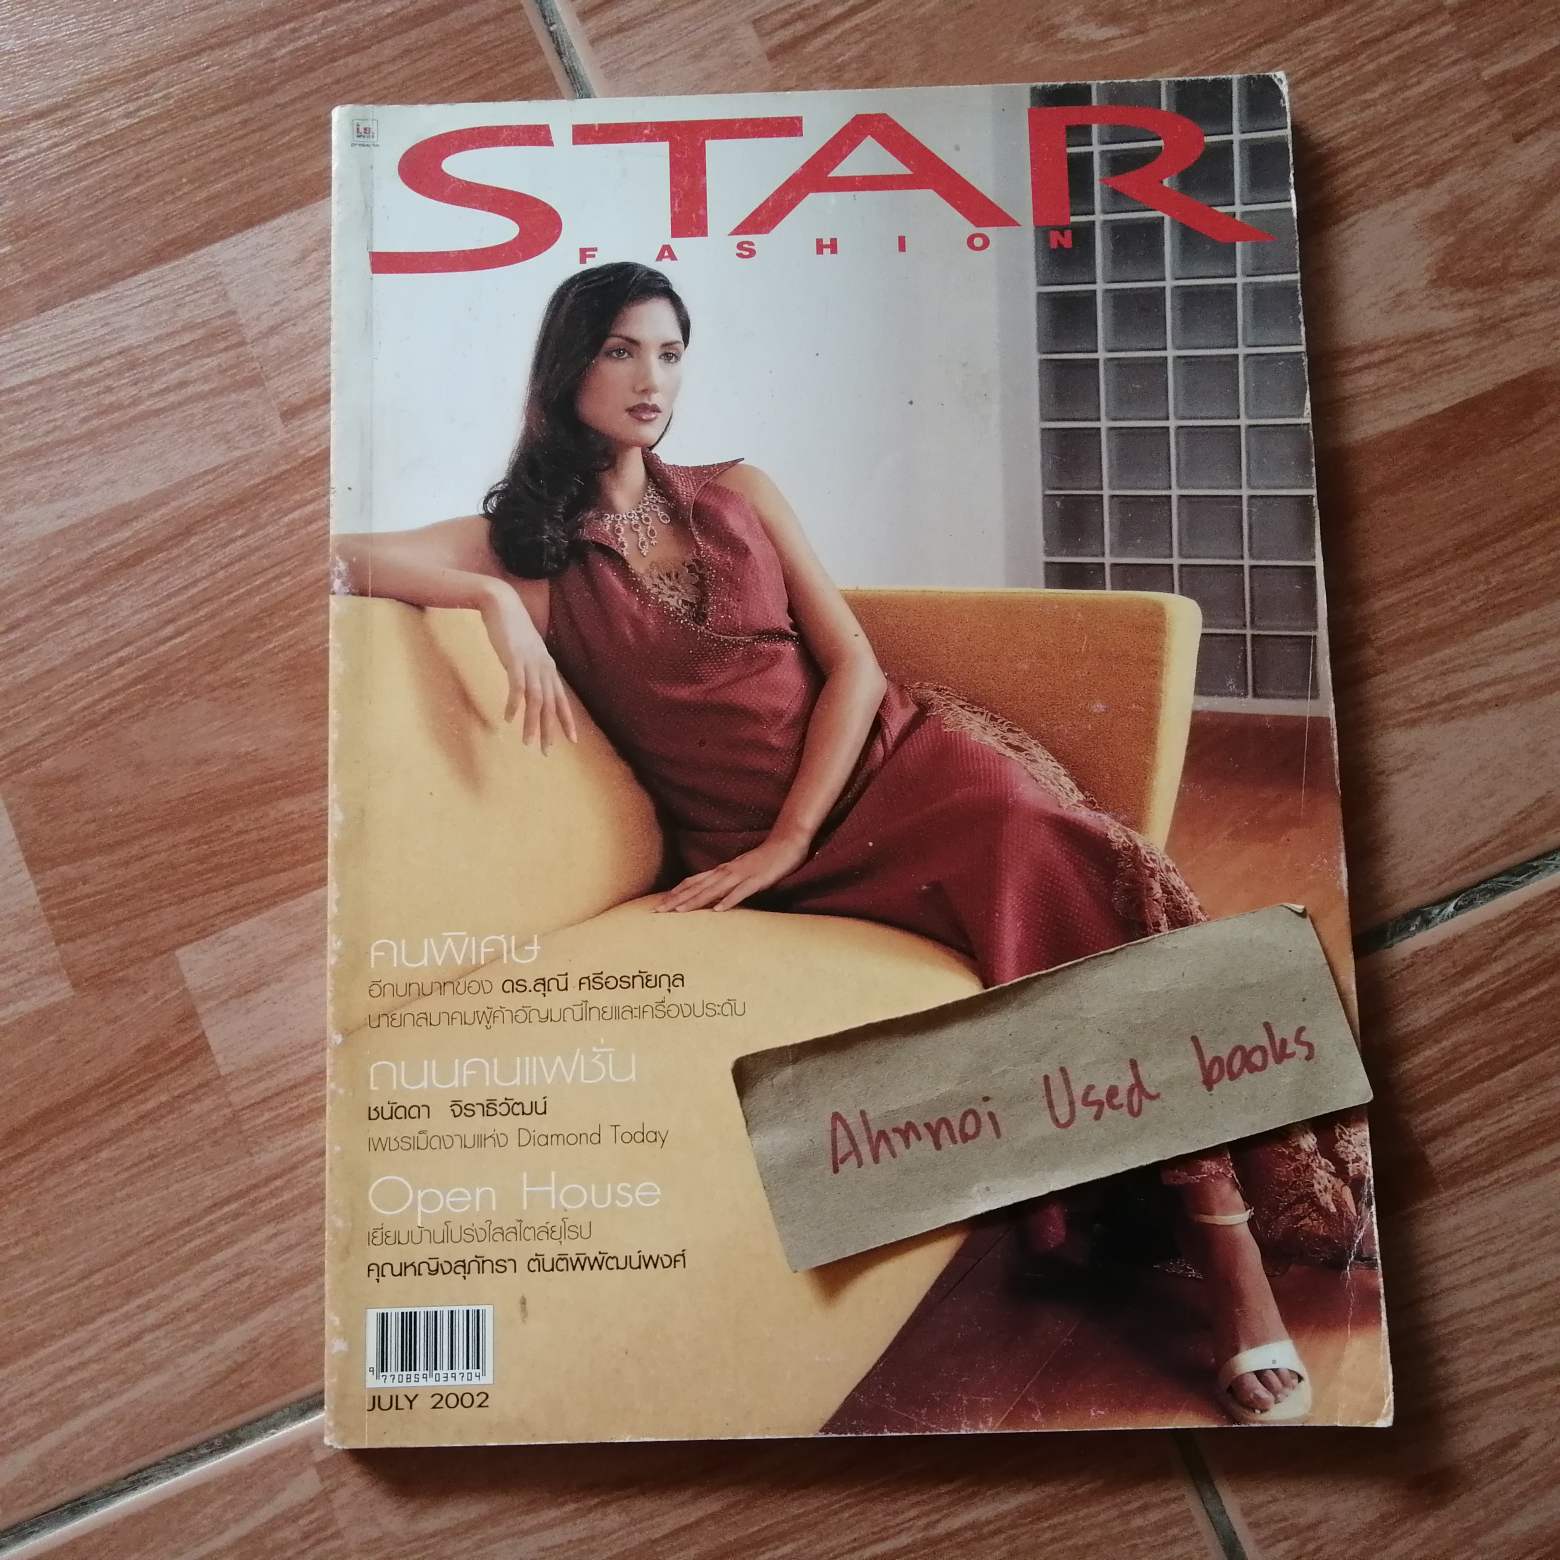 STAR
FASHION
คนพิเศษ
อีกบทบาทของ ดร.สุณี ศรีอรทัยกุล
นายกสมาคมผู้ค้าอัญมณีไทยและเครื่องประดับ
ถนนคนแฟชั่น
ชนัดดา จิราธิวัฒน์
เพชรเม็ดงามแห่ง Diamond Today
Open House
เยี่ยมบ้านโปร่งใสสไตล์ยุโรป
คุณหญิงสุภัทรา ตันติพิพัฒน์พงศ์
9 770859 039704
JULY 2002
Ahnnoi Used books